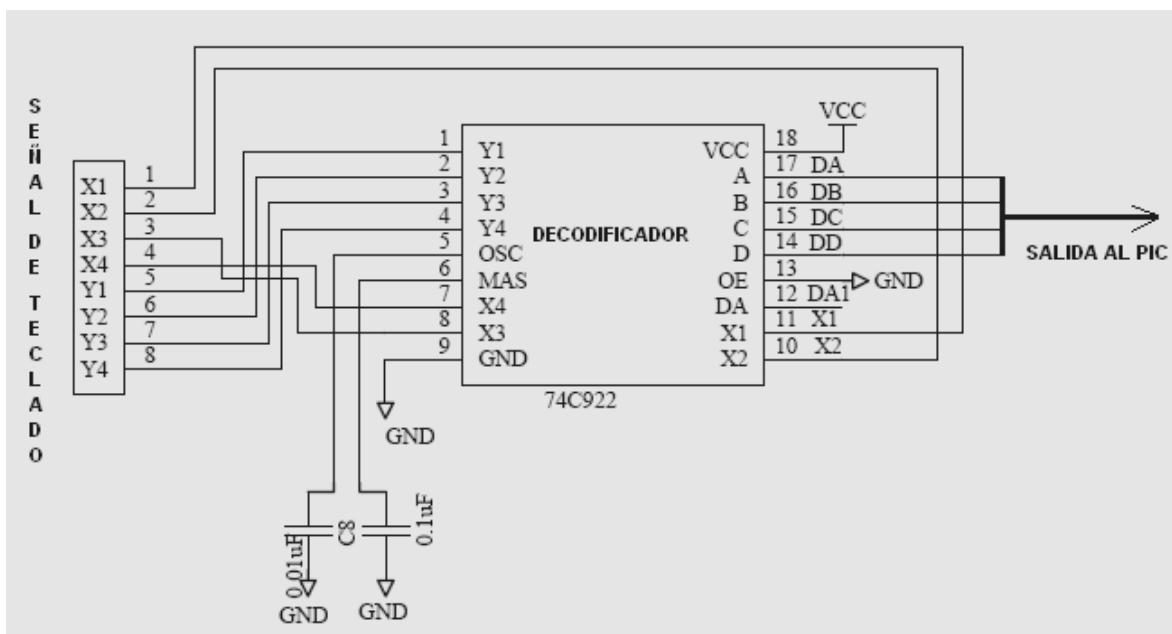 SEÑAL DE TECLADO
X1 1
X2 2
X3 3
X4 4
Y1 5
Y2 6
Y3 7
Y4 8
1 Y1
2 Y2
3 Y3
4 Y4
5 OSC
6 MAS
7 X4
8 X3
9 GND
DECODIFICADOR
VCC
VCC 18
A 17 DA
B 16 DB
C 15 DC
D 14 DD
OE 13 GND
DA 12 DA1
X1 11 X1
X2 10 X2
SALIDA AL PIC
74C922
GND
0.01uF
C8
0.1uF
GND
GND